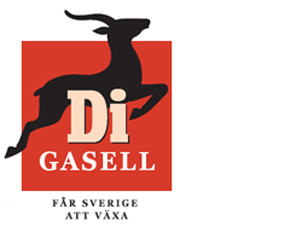 Di
GASELL
FÅR SVERIGE
ATT VÄXA